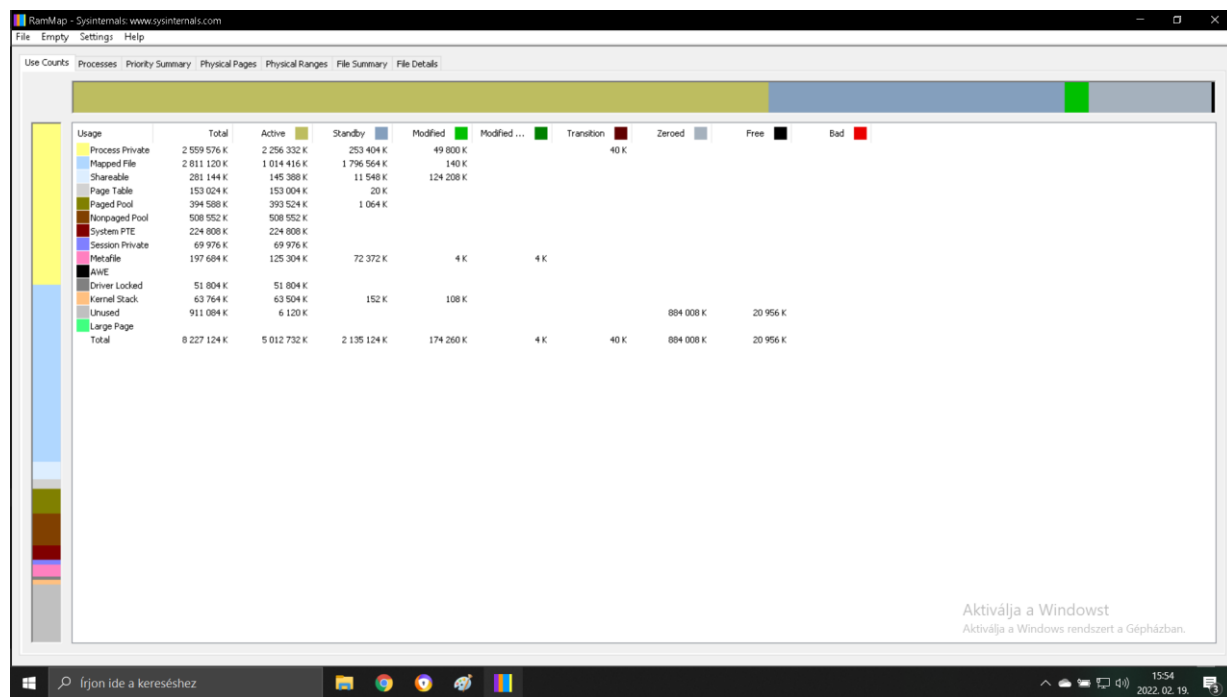 RamMap - Sysinternals: www.sysinternals.com
File Empty Settings Help
Use Counts Processes Priority Summary Physical Pages Physical Ranges File Summary File Details
Usage Total Active Standby Modified Modified ... Transition Zeroed Free Bad
Process Private 2 559 576 K 2 256 332 K 253 404 K 49 800 K 40 K
Mapped File 2 811 120 K 1 014 416 K 1 796 564 K 140 K
Shareable 281 144 K 145 388 K 11 548 K 124 208 K
Page Table 153 024 K 153 004 K 20 K
Paged Pool 394 588 K 393 524 K 1 064 K
Nonpaged Pool 508 552 K 508 552 K
System PTE 224 808 K 224 808 K
Session Private 69 976 K 69 976 K
Metafile 197 684 K 125 304 K 72 372 K 4 K 4 K
AWE
Driver Locked 51 804 K 51 804 K
Kernel Stack 63 764 K 63 504 K 152 K 108 K
Unused 911 084 K 6 120 K 884 008 K 20 956 K
Large Page
Total 8 227 124 K 5 012 732 K 2 135 124 K 174 260 K 4 K 40 K 884 008 K 20 956 K
Aktiválja a Windowst
Aktiválja a Windows rendszert a Gépházban.
Írjon ide a kereséshez
15:54
2022. 02. 19.